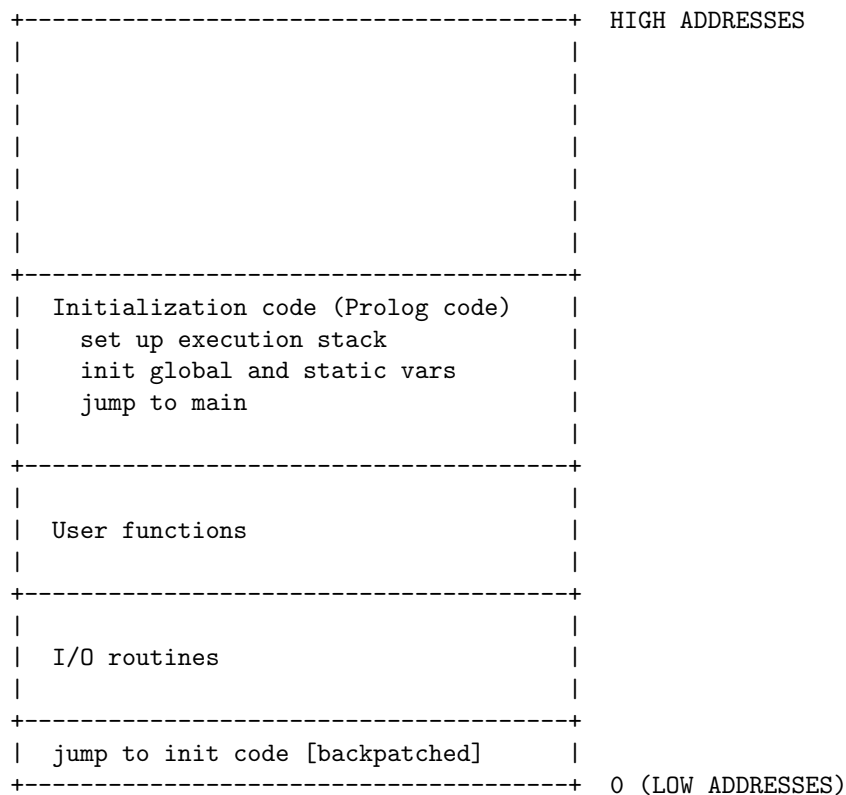 HIGH ADDRESSES
Initialization code (Prolog code)
set up execution stack
init global and static vars
jump to main
User functions
I/O routines
jump to init code [backpatched]
0 (LOW ADDRESSES)